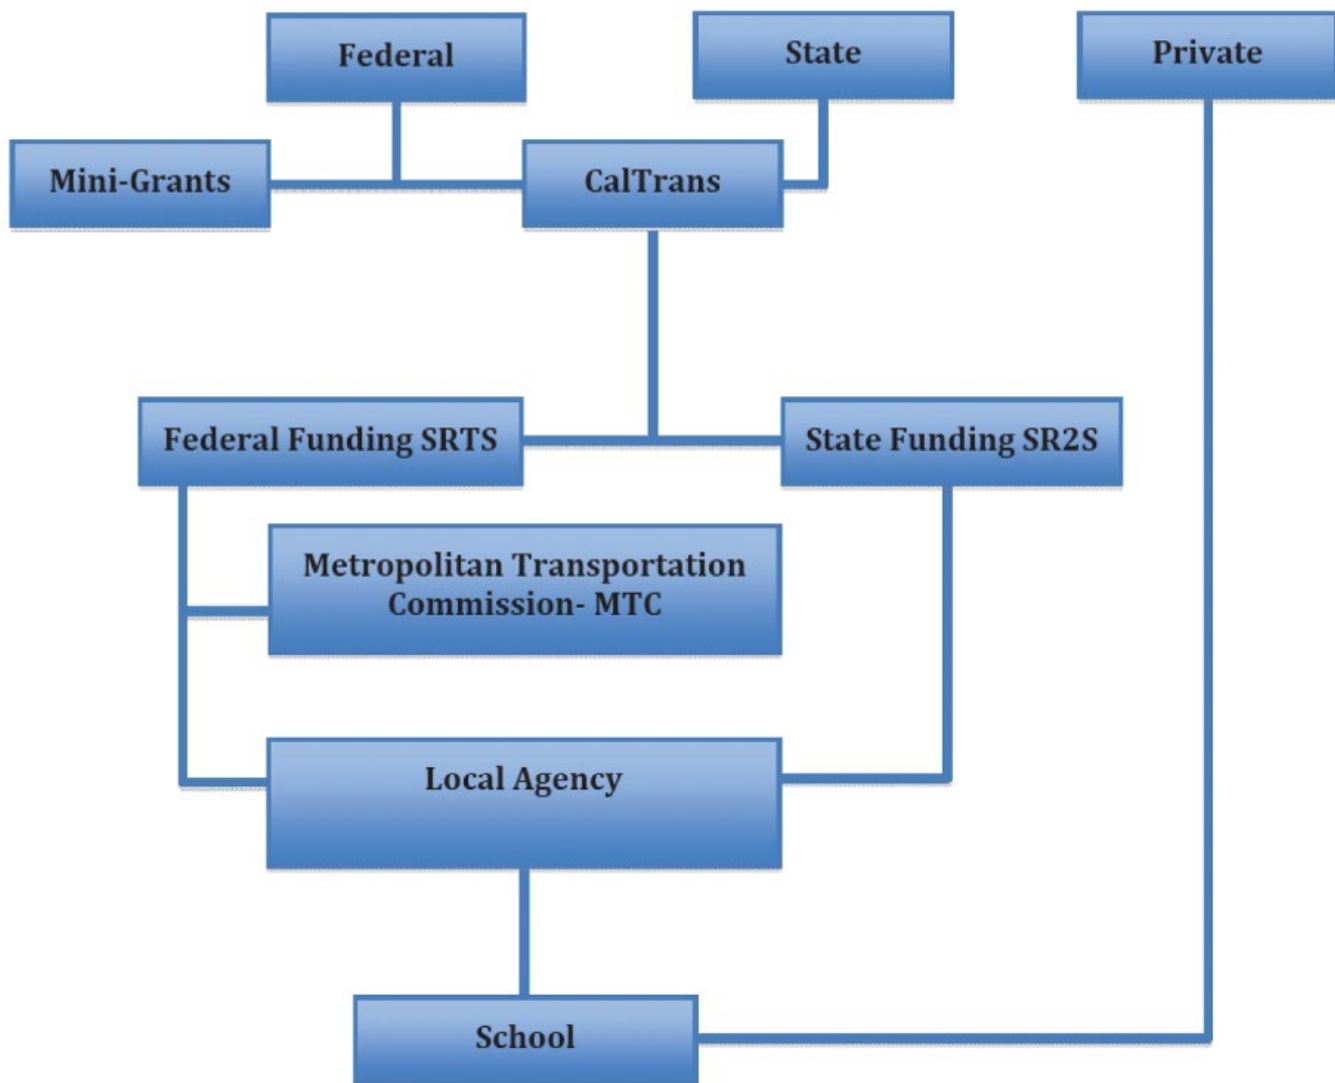 Federal
State
Private
Mini-Grants
CalTrans
Federal Funding SRTS
State Funding SR2S
Metropolitan Transportation
Commission- MTC
Local Agency
School